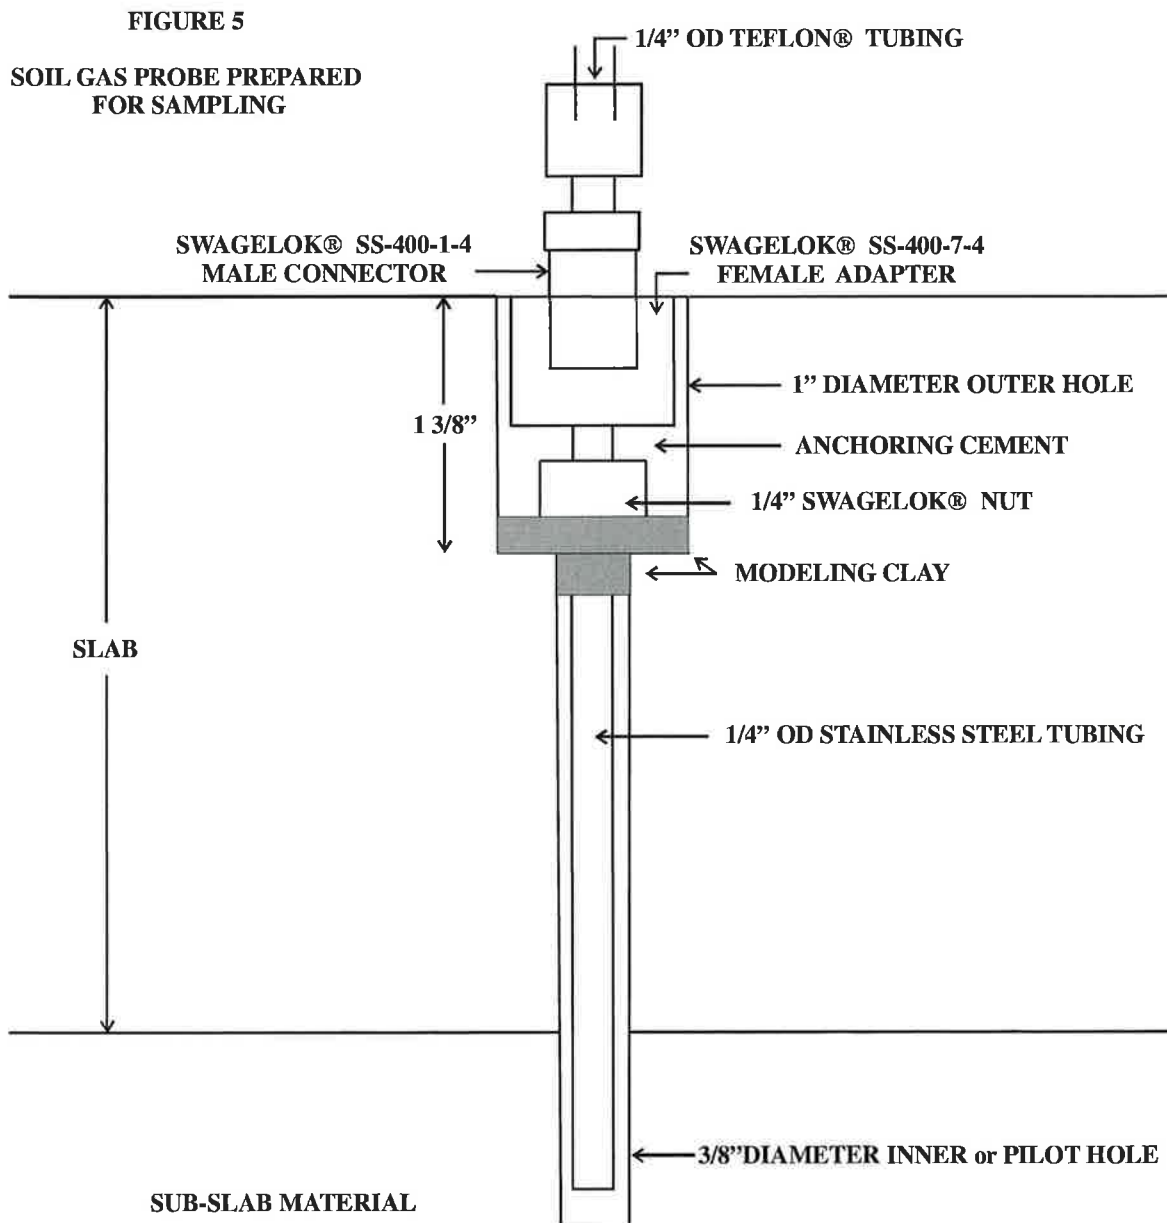 FIGURE 5
SOIL GAS PROBE PREPARED
FOR SAMPLING
1/4” OD TEFLON® TUBING
SWAGELOK® SS-400-1-4
MALE CONNECTOR
SWAGELOK® SS-400-7-4
FEMALE ADAPTER
1” DIAMETER OUTER HOLE
1 3/8”
ANCHORING CEMENT
1/4” SWAGELOK® NUT
MODELING CLAY
SLAB
1/4” OD STAINLESS STEEL TUBING
3/8”DIAMETER INNER or PILOT HOLE
SUB-SLAB MATERIAL